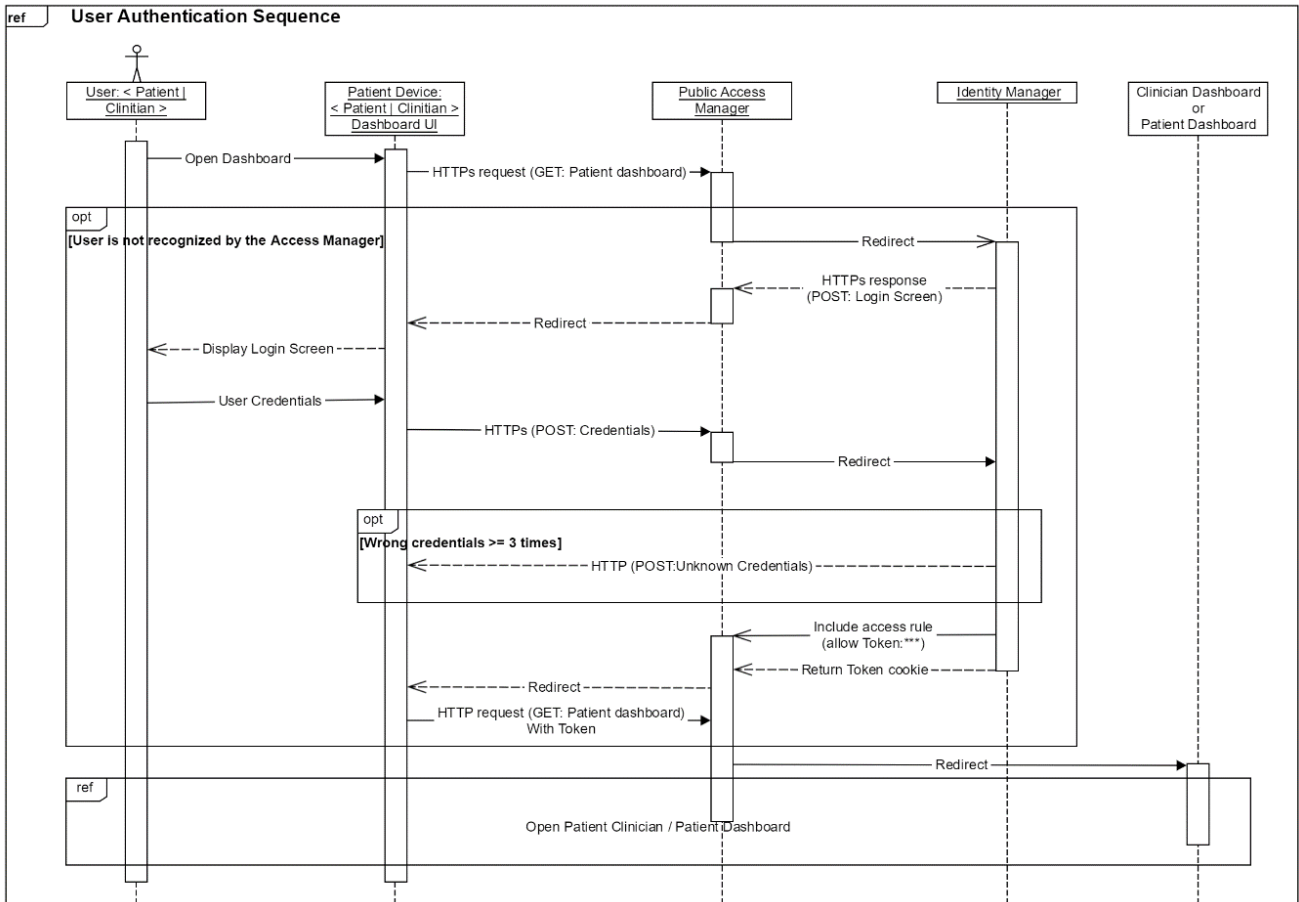 ref
User Authentication Sequence
User: < Patient |
Clinitian >
Patient Device:
< Patient | Clinitian >
Dashboard UI
Public Access
Manager
Identity Manager
Clinician Dashboard
or
Patient Dashboard
Open Dashboard
HTTPs request (GET: Patient dashboard)
opt
[User is not recognized by the Access Manager]
Redirect
HTTPs response
(POST: Login Screen)
Redirect
Display Login Screen
User Credentials
HTTPs (POST: Credentials)
Redirect
opt
[Wrong credentials >= 3 times]
HTTP (POST:Unknown Credentials)
Include access rule
(allow Token:***)
Return Token cookie
Redirect
HTTP request (GET: Patient dashboard)
With Token
Redirect
ref
Open Patient Clinician / Patient Dashboard